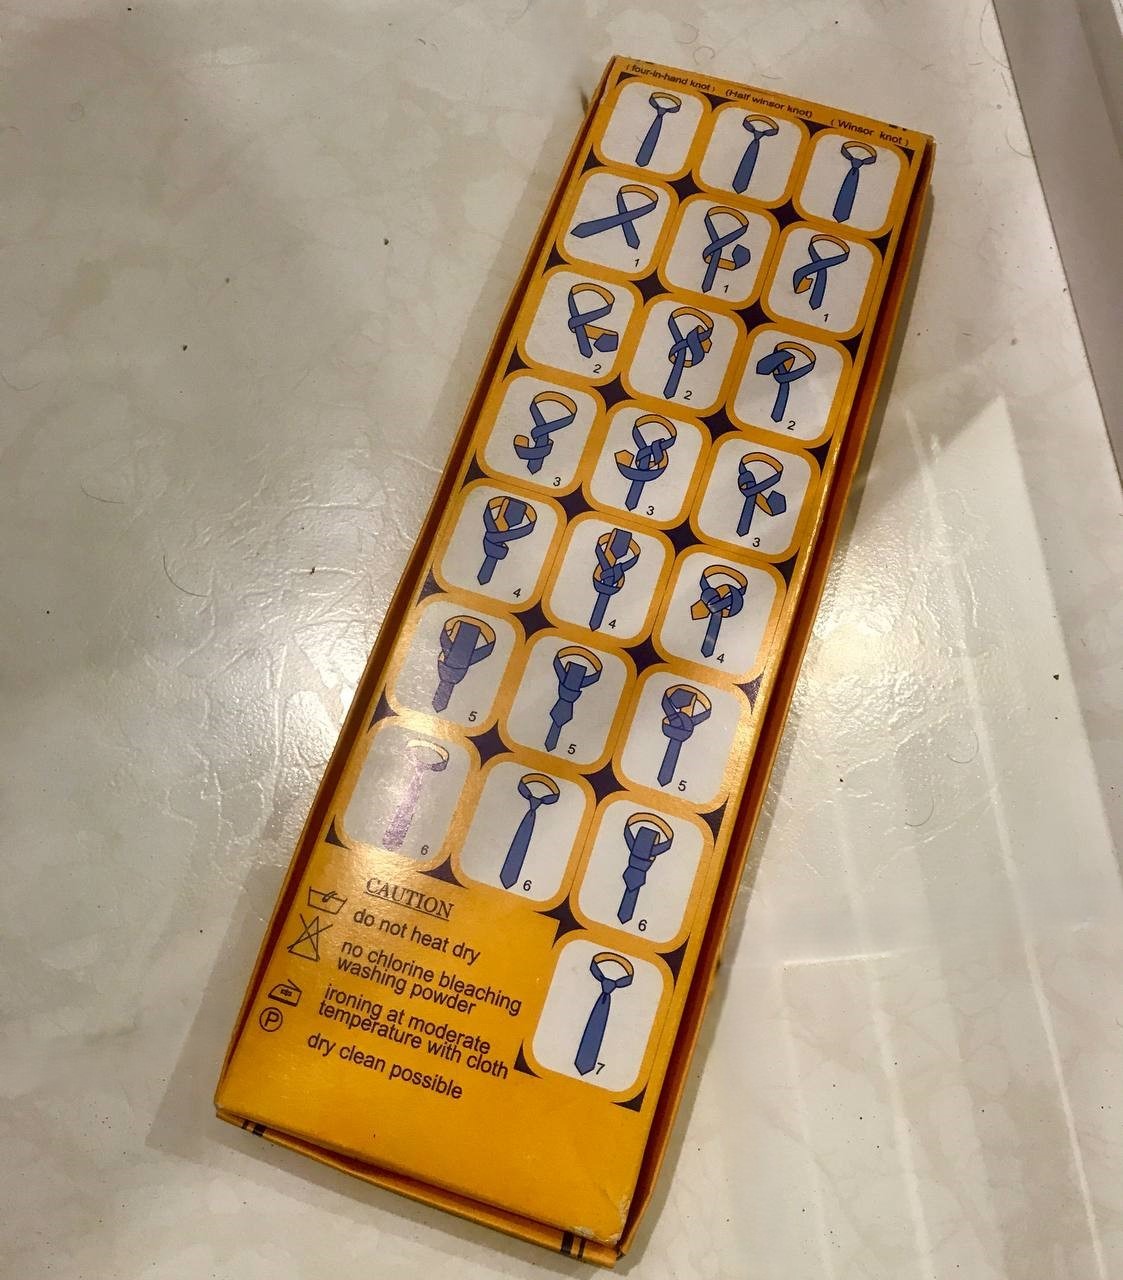 ( four-in-hand knot ) (Half winsor knot) ( Winsor knot )
1 1 1
2 2 2
3 3 3
4 4 4
5 5 5
6 6 6
7
CAUTION
do not heat dry
no chlorine bleaching
washing powder
ironing at moderate
temperature with cloth
P
dry clean possible